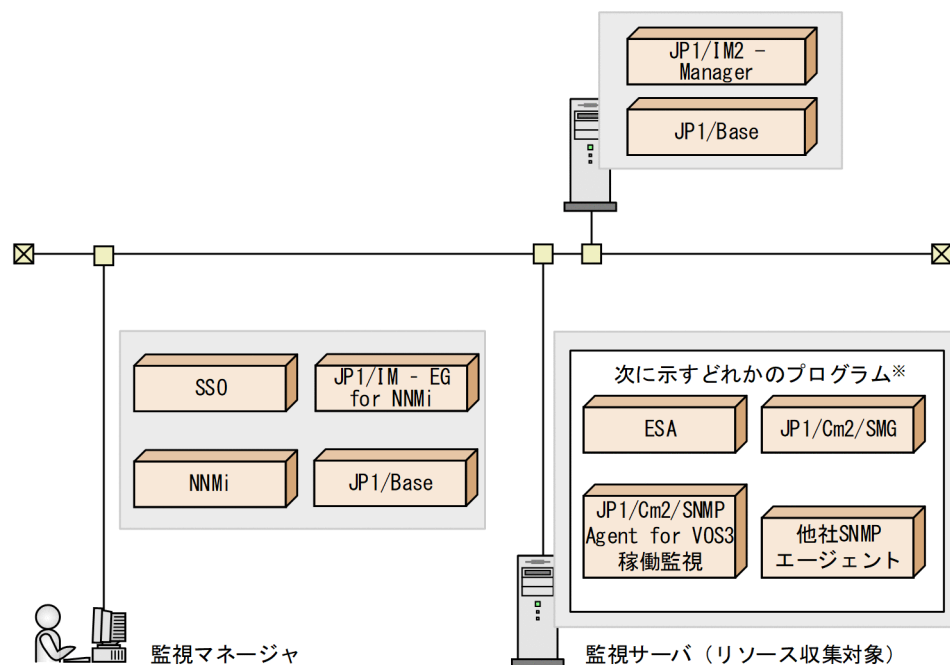 JP1/IM2 -
Manager
JP1/Base
SSO
JP1/IM - EG
for NNMi
NNMi
JP1/Base
次に示すどれかのプログラム※
ESA
JP1/Cm2/SMG
JP1/Cm2/SNMP
Agent for VOS3
稼働監視
他社SNMP
エージェント
監視マネージャ
監視サーバ（リソース収集対象）